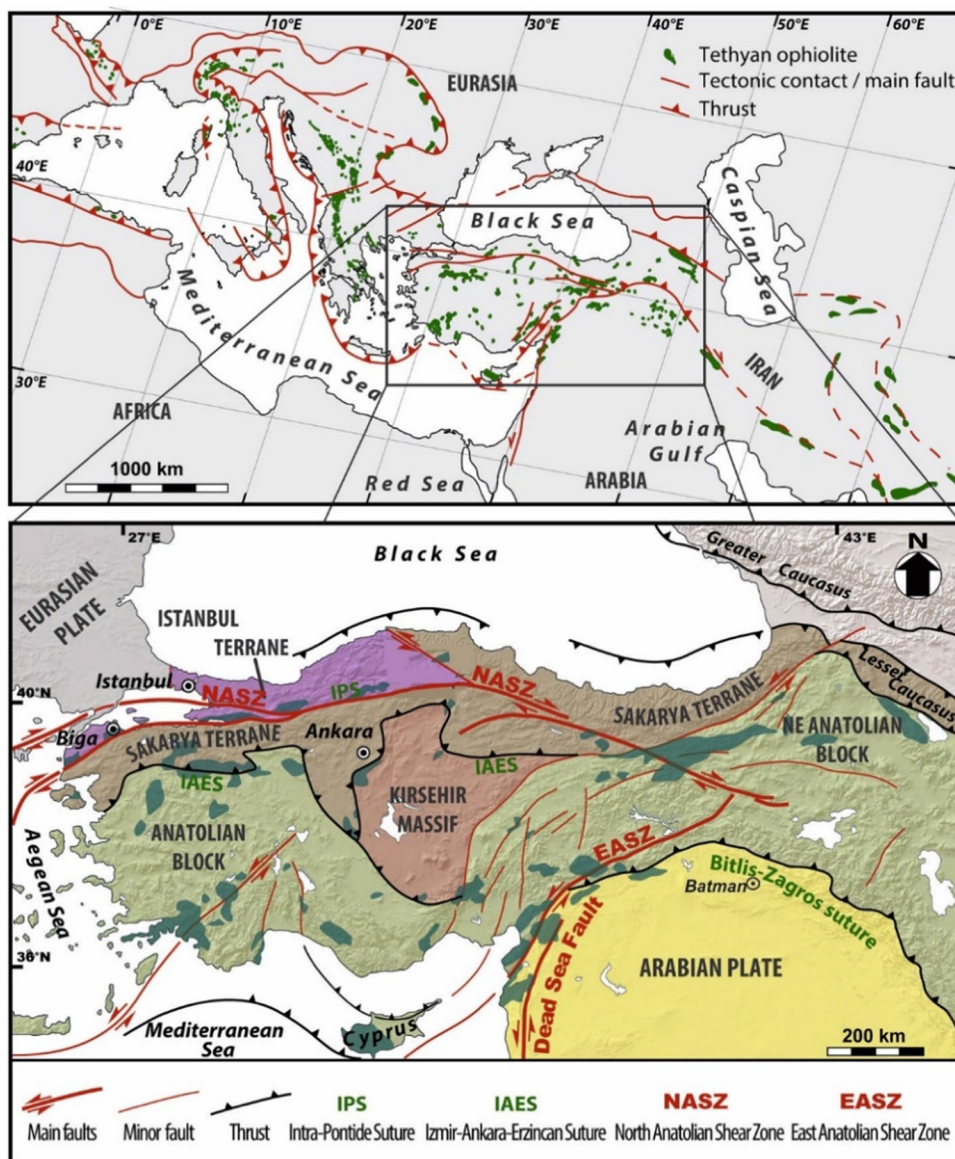 0°E
10°E
20°E
30°E
40°E
50°E
60°E
Tethyan ophiolite
Tectonic contact / main fault
Thrust
EURASIA
40°N
Black Sea
Caspian Sea
Mediterranean Sea
30°N
IRAN
AFRICA
Arabian
Gulf
1000 km
Red Sea
ARABIA
27°E
43°E
N
Black Sea
Greater Caucasus
EURASIAN
PLATE
ISTANBUL
TERRANE
Lesser
Caucasus
Istanbul
NASZ
IPS
NASZ
40°N
SAKARYA TERRANE
Biga
SAKARYA TERRANE
Ankara
NE ANATOLIAN
BLOCK
IAES
IAES
KIRSEHIR
MASSIF
ANATOLIAN
BLOCK
EASZ
Aegean Sea
Batman
Bitlis-Zagros
suture
36°N
ARABIAN PLATE
Dead Sea Fault
Mediterranean
Sea
Cyprus
200 km
IPS
IAES
NASZ
EASZ
Main faults
Minor fault
Thrust
Intra-Pontide Suture
Izmir-Ankara-Erzincan Suture
North Anatolian Shear Zone
East Anatolian Shear Zone